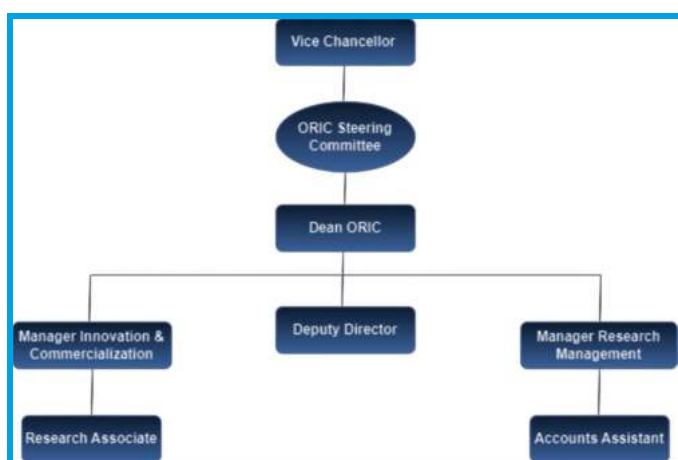 Vice Chancellor
ORIC Steering
Committee
Dean ORIC
Manager Innovation &
Commercialization
Deputy Director
Manager Research
Management
Research Associate
Accounts Assistant